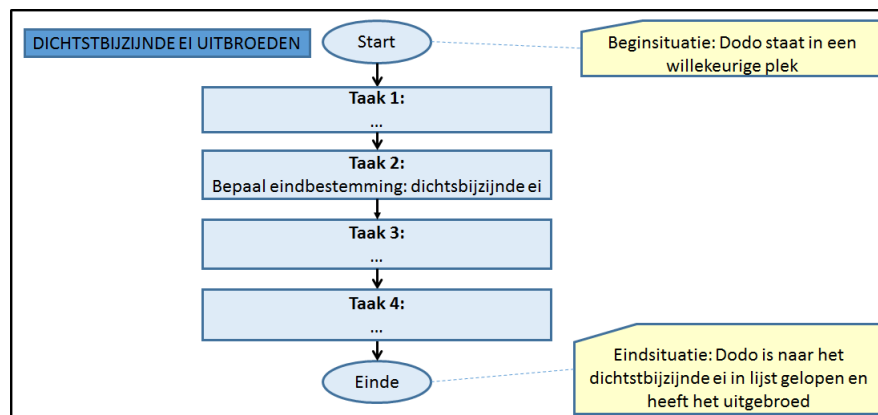 DICHTSTBIJZIJNDE EI UITBROEDEN
Start
Beginsituatie: Dodo staat in een
willekeurige plek
Taak 1:
...
Taak 2:
Bepaal eindbestemming: dichtsbijzijnde ei
Taak 3:
...
Taak 4:
...
Einde
Eindsituatie: Dodo is naar het
dichtstbijzijnde ei in lijst gelopen en
heeft het uitgebroed